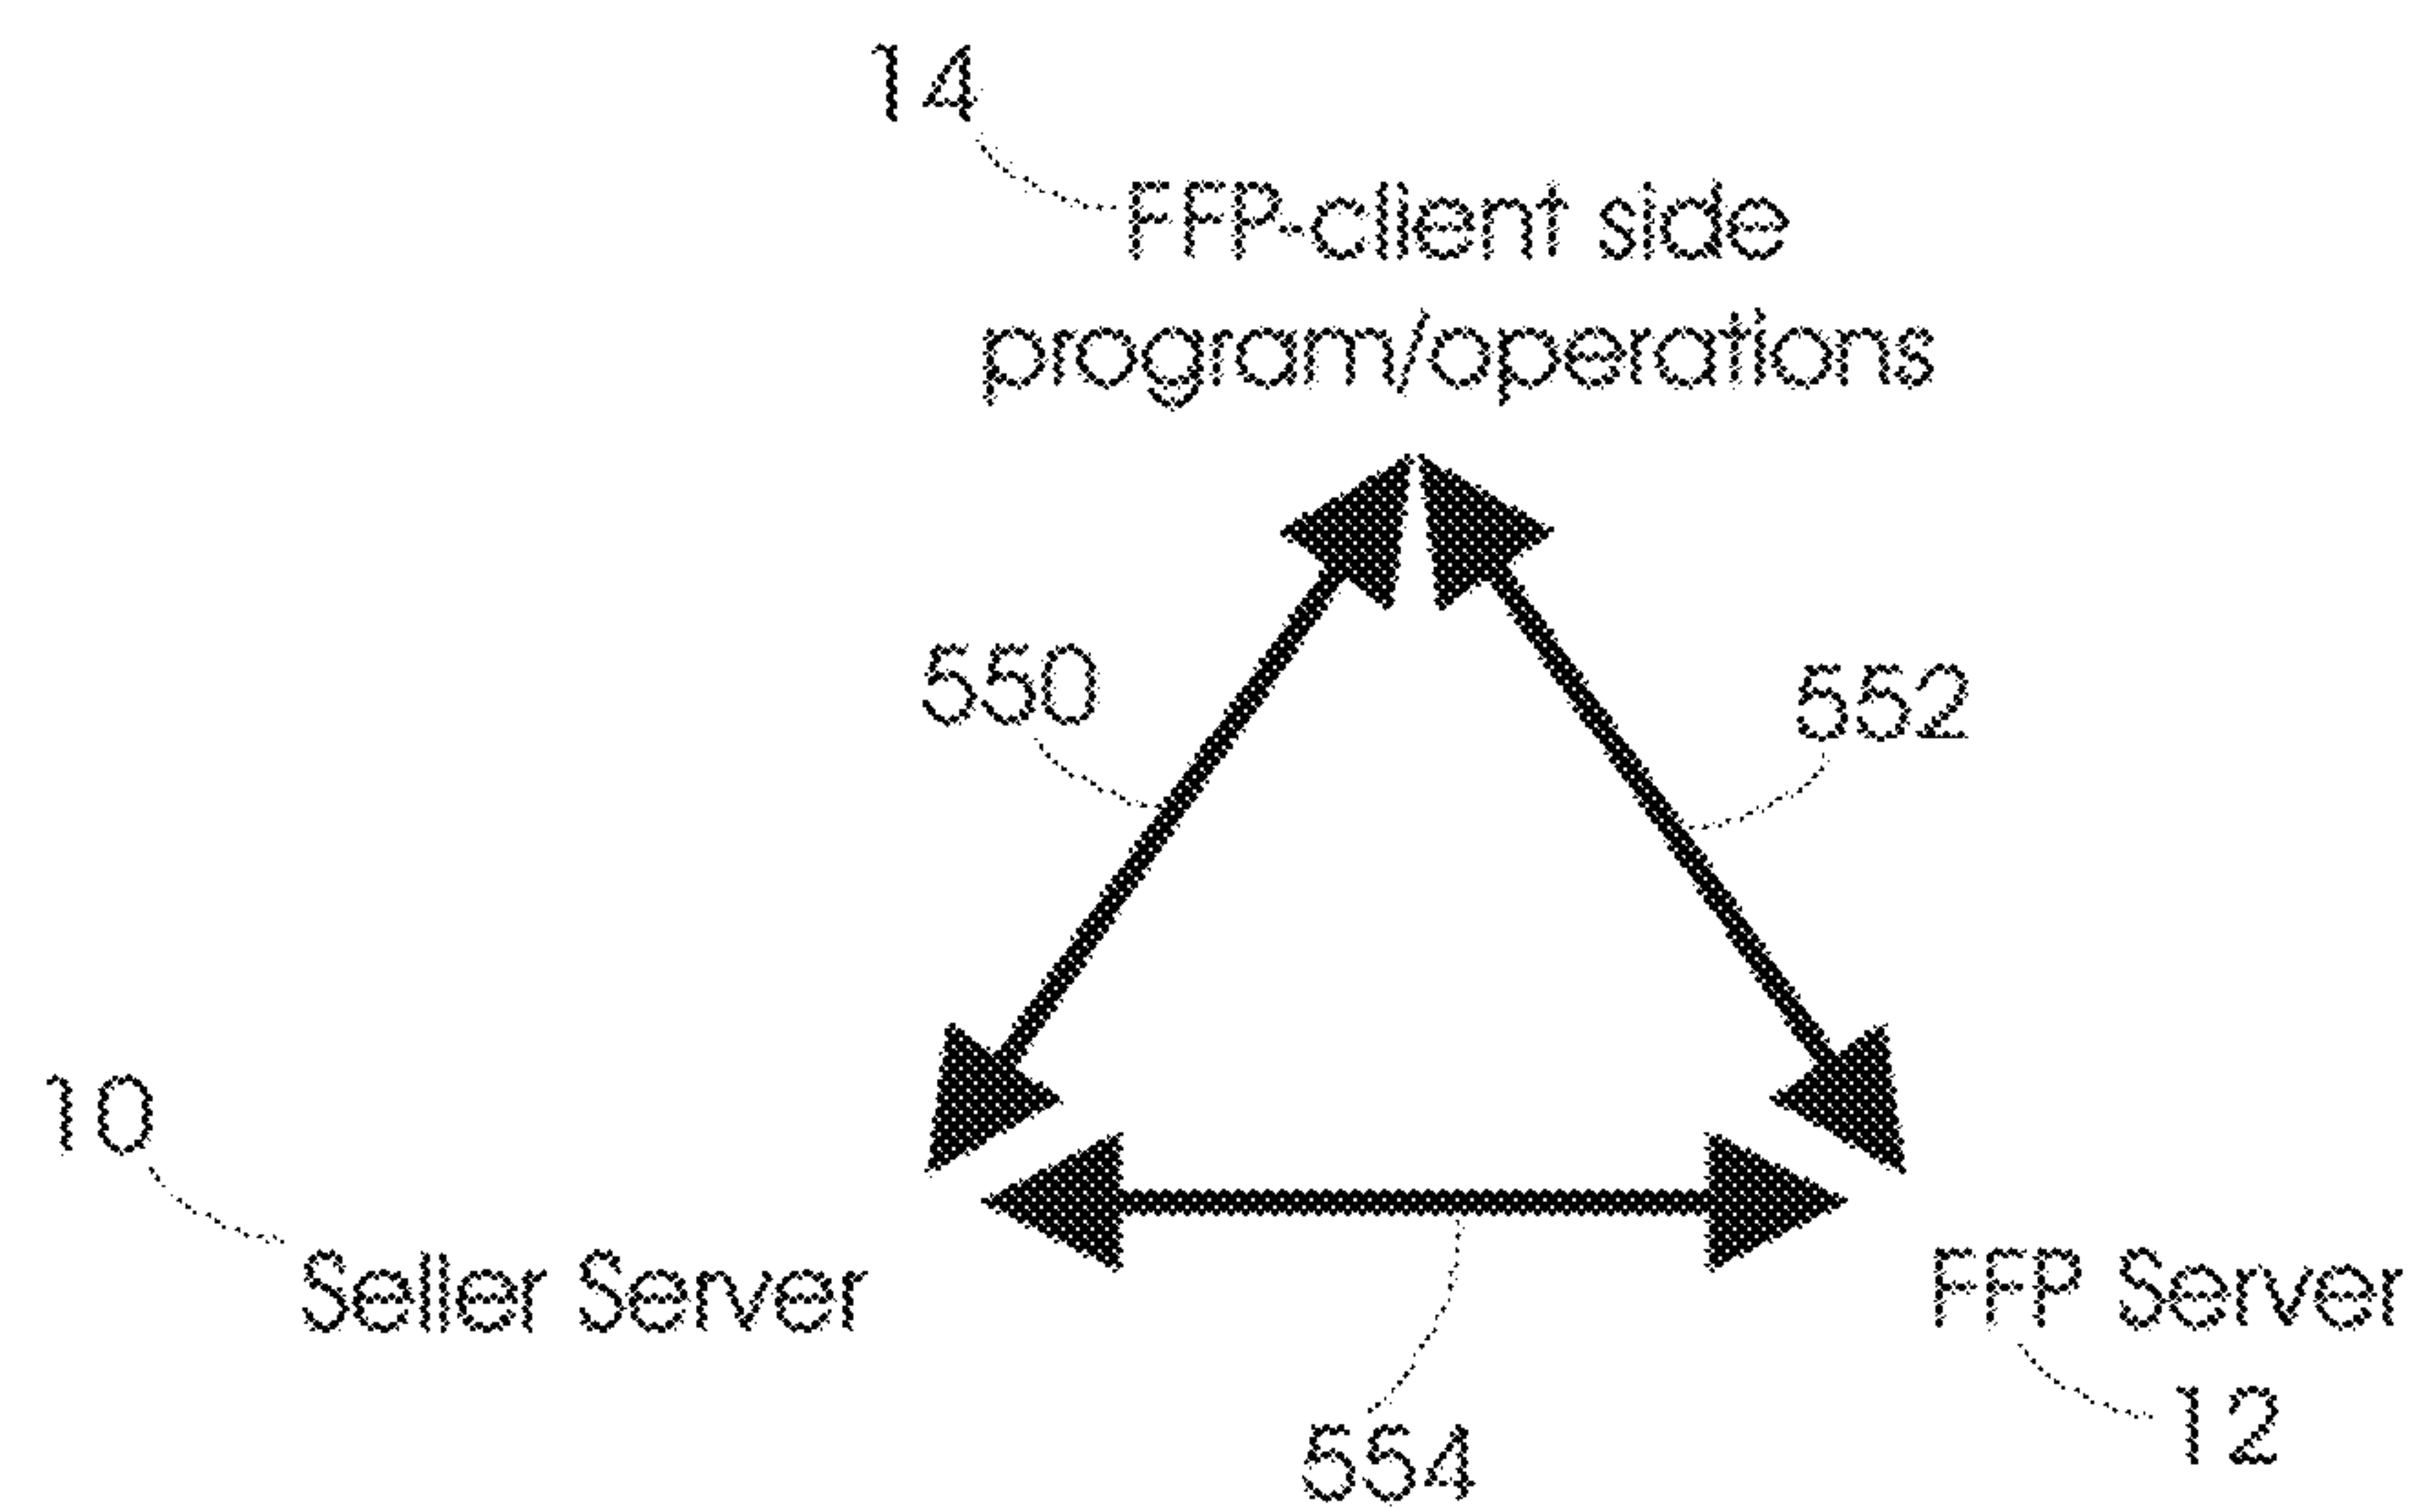 14
FFP-client side
program/operations
550
552
10
Seller Server
FFP Server
12
554